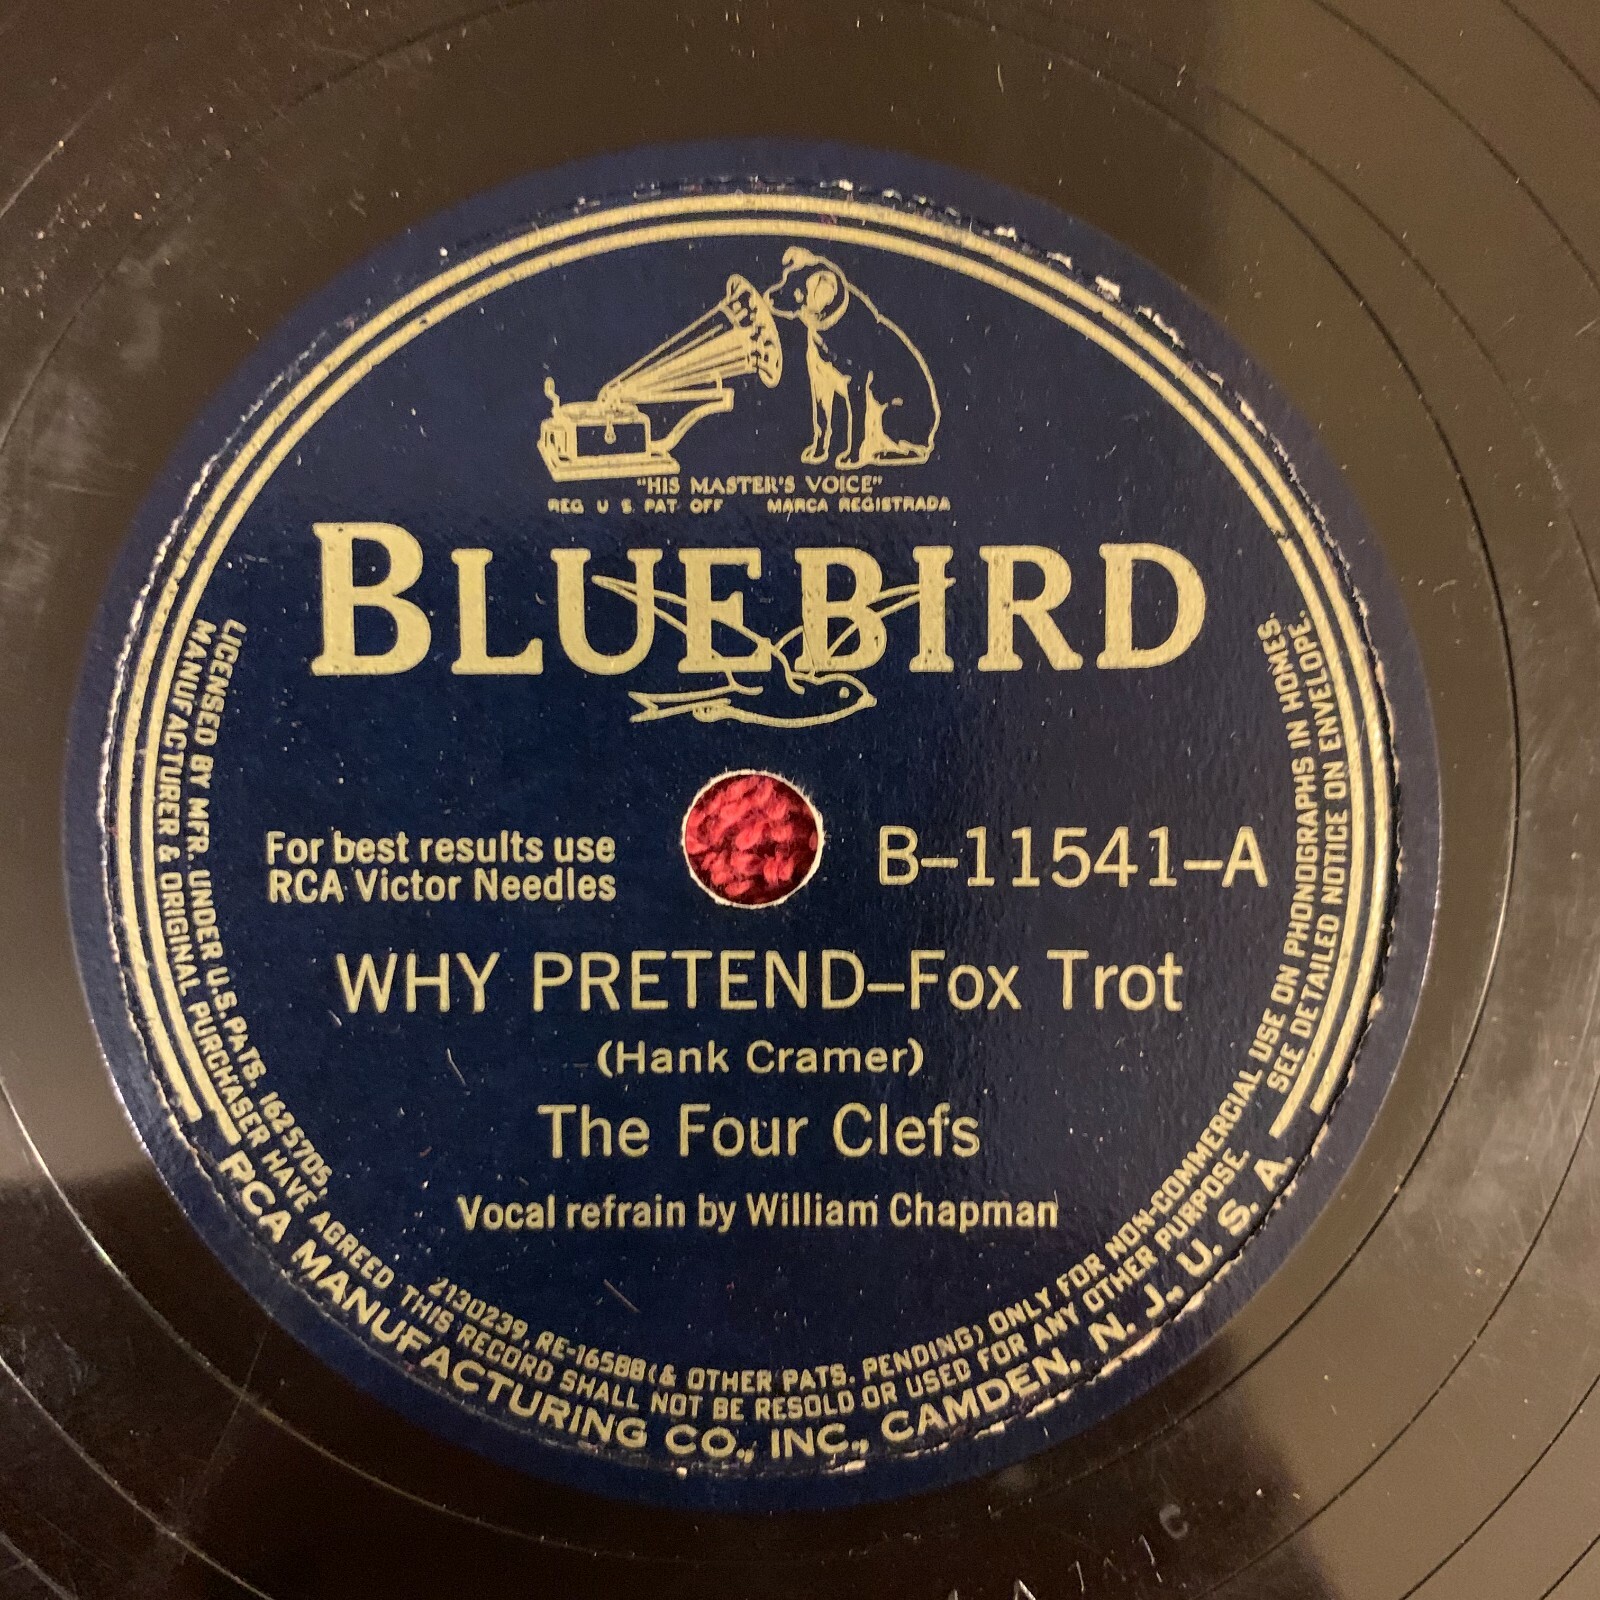 "HIS MASTER'S VOICE"
REG. U. S. PAT. OFF. MARCA REGISTRADA
BLUEBIRD
For best results use
RCA Victor Needles
B-11541-A
WHY PRETEND-Fox Trot
(Hank Cramer)
The Four Clefs
Vocal refrain by William Chapman
LICENSED BY MFR. UNDER U.S. PATS. 1625705, 2130239, RE-16588 (& OTHER PATS. PENDING) ONLY FOR NON-COMMERCIAL USE ON PHONOGRAPHS IN HOMES.
MANUFACTURER & ORIGINAL PURCHASER HAVE AGREED THIS RECORD SHALL NOT BE RESOLD OR USED FOR ANY OTHER PURPOSE. SEE DETAILED NOTICE ON ENVELOPE.
RCA MANUFACTURING CO., INC., CAMDEN, N. J., U. S. A.